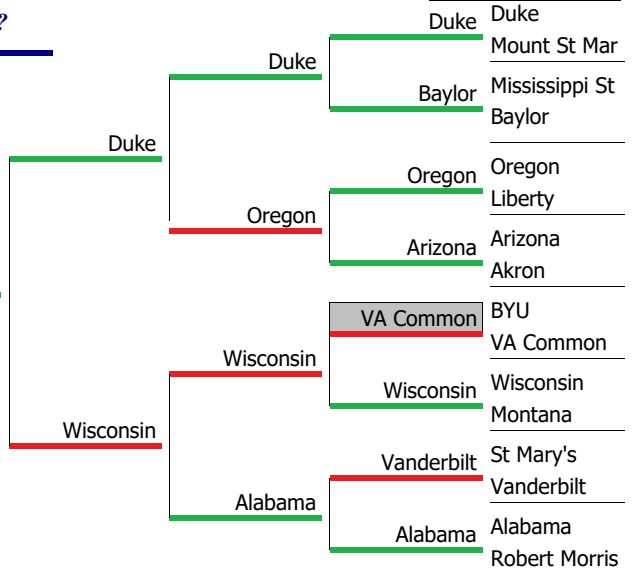 ?
Duke
Wisconsin
Duke
Oregon
Wisconsin
Alabama
Duke
Baylor
Oregon
Arizona
VA Common
Wisconsin
Vanderbilt
Alabama
Duke
Mount St Mar
Mississippi St
Baylor
Oregon
Liberty
Arizona
Akron
BYU
VA Common
Wisconsin
Montana
St Mary's
Vanderbilt
Alabama
Robert Morris